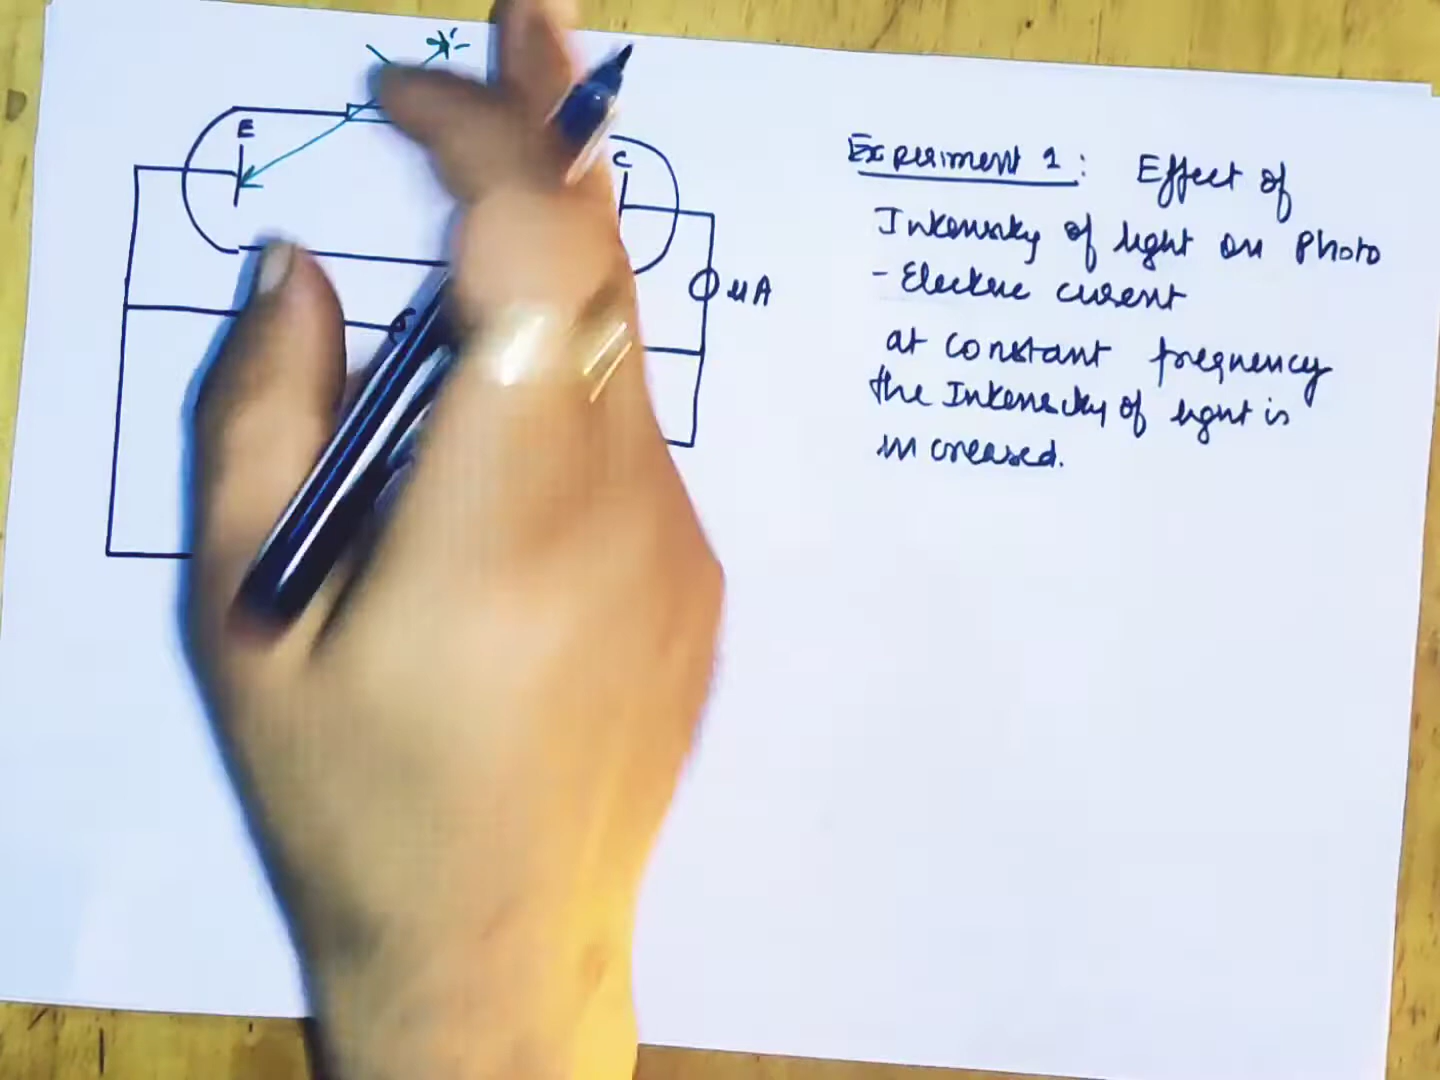 E
C
μA
Experiment 1: Effect of
Intensity of light on Photo
- Electric current
at constant frequency
the Intensity of light is
increased.